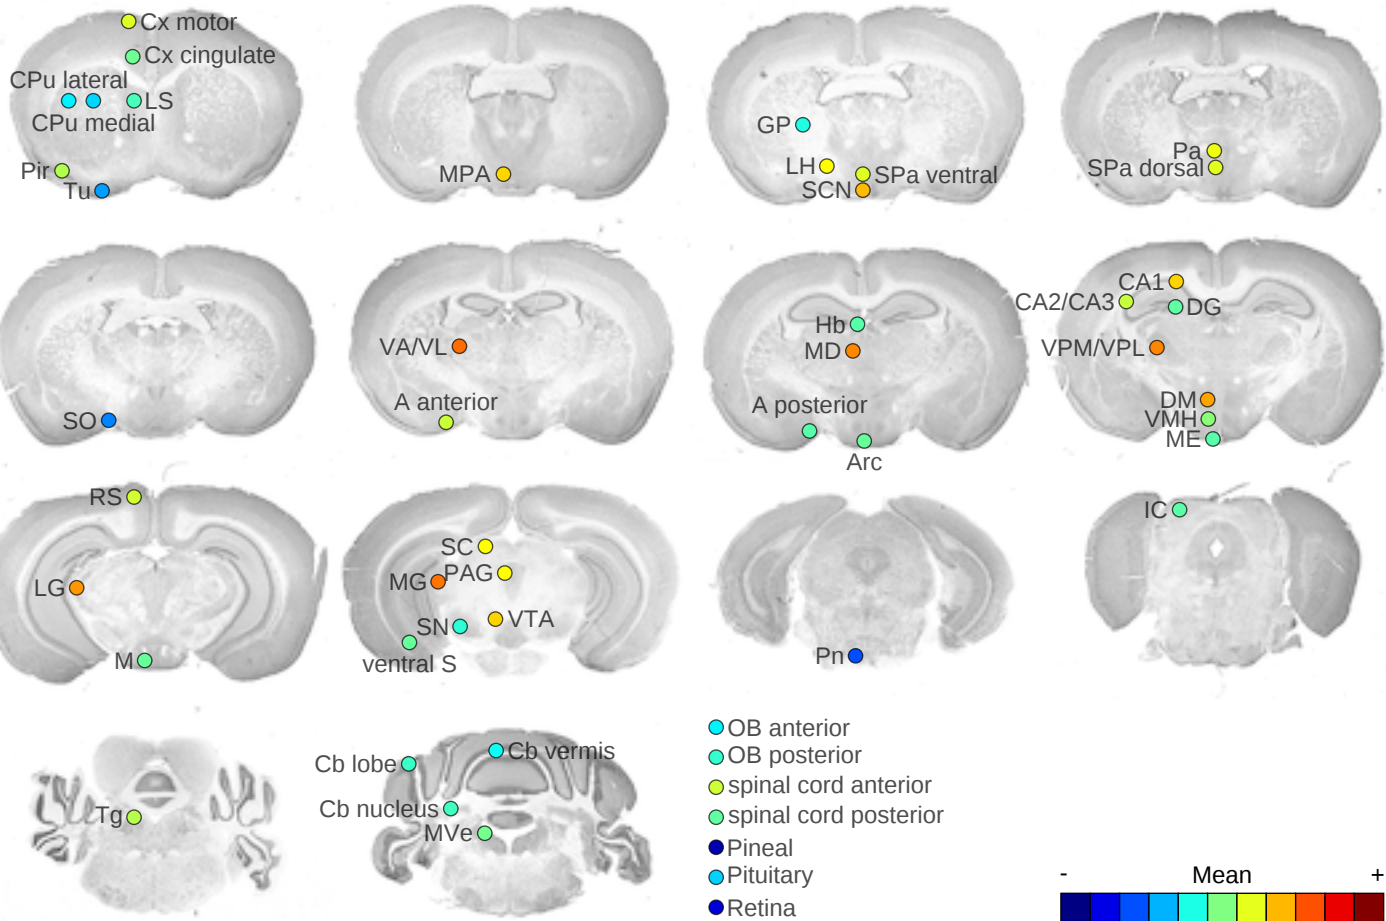 Cx motor
Cx cingulate
CPu lateral
LS
CPu medial
Pir
Tu
MPA
GP
LH
SPa ventral
SCN
Pa
SPa dorsal
SO
VA/VL
A anterior
Hb
MD
A posterior
Arc
CA1
CA2/CA3
DG
VPM/VPL
DM
VMH
ME
RS
LG
M
SC
MG
PAG
SN
VTA
ventral S
Pn
IC
Tg
Cb lobe
Cb vermis
Cb nucleus
MVe
OB anterior
OB posterior
spinal cord anterior
spinal cord posterior
Pineal
Pituitary
Retina
- Mean +